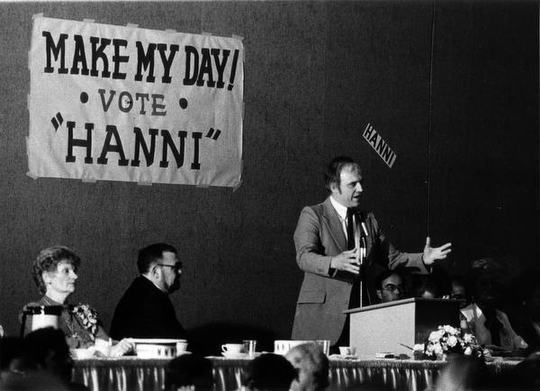 MAKE MY DAY!
• VOTE •
"HANNI"
HANNI